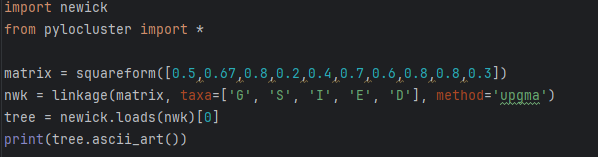 import newick
from pylocluster import *
matrix = squareform([0.5,0.67,0.8,0.2,0.4,0.7,0.6,0.8,0.8,0.3])
nwk = linkage(matrix, taxa=['G', 'S', 'I', 'E', 'D'], method='upgma')
tree = newick.loads(nwk)[0]
print(tree.ascii_art())